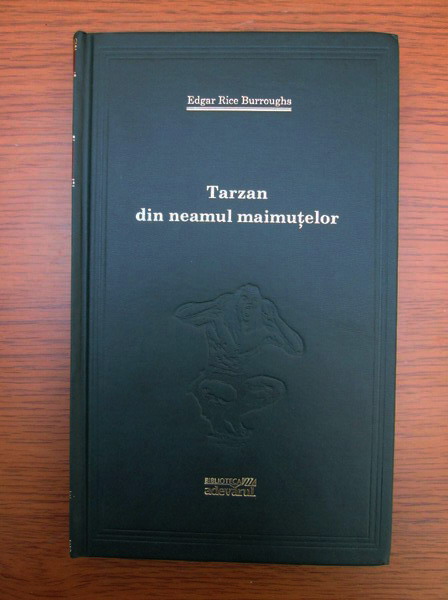 Edgar Rice Burroughs
Tarzan
din neamul maimuțelor
BIBLIOTECA
adevărul